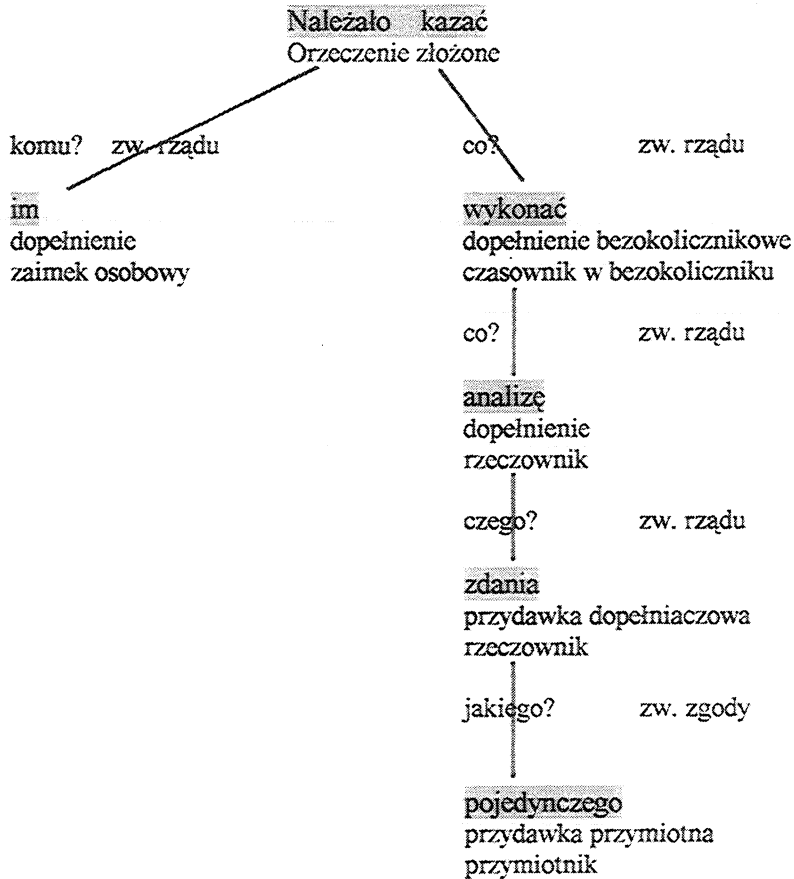 Należało kazać
Orzeczenie złożone
komu? zw. rządu
co? zw. rządu
im
dopełnienie
zaimek osobowy
wykonać
dopełnienie bezokolicznikowe
czasownik w bezokoliczniku
co? zw. rządu
analizę
dopełnienie
rzeczownik
czego? zw. rządu
zdania
przydawka dopełniaczowa
rzeczownik
jakiego? zw. zgody
pojedynczego
przydawka przymiotna
przymiotnik